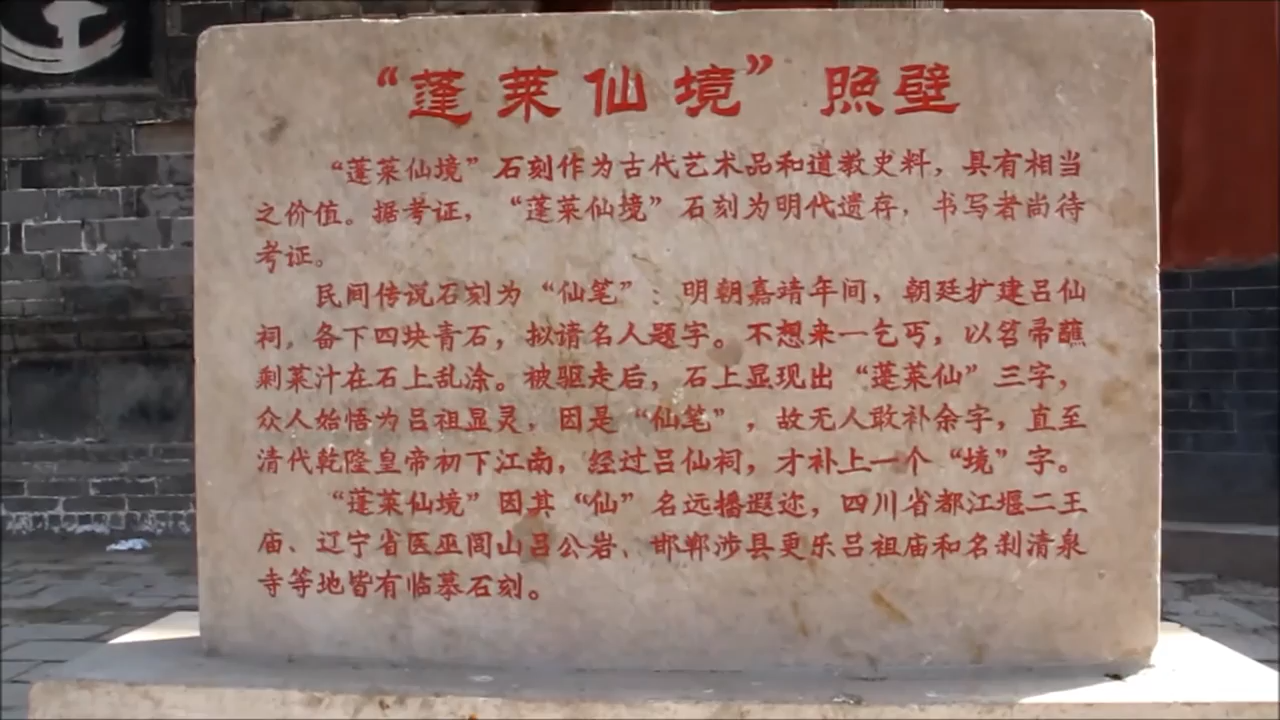 “蓬莱仙境”照壁
“蓬莱仙境”石刻作为古代艺术品和道教史料，具有相当
之价值。据考证，“蓬莱仙境”石刻为明代遗存，书写者尚待
考证。
民间传说石刻为“仙笔”：明朝嘉靖年间，朝廷扩建吕仙
祠，备下四块青石，拟请名人题字。不想来一乞丐，以笤帚蘸
剩菜汁在石上乱涂。被驱走后，石上显现出“蓬莱仙”三字，
众人始悟为吕祖显灵，因是“仙笔”，故无人敢补余字，直至
清代乾隆皇帝初下江南，经过吕仙祠，才补上一个“境”字。
“蓬莱仙境”因其“仙”名远播遐迩，四川省都江堰二王
庙、辽宁省医巫闾山吕公岩、邯郸涉县更乐吕祖庙和名刹清泉
寺等地皆有临摹石刻。